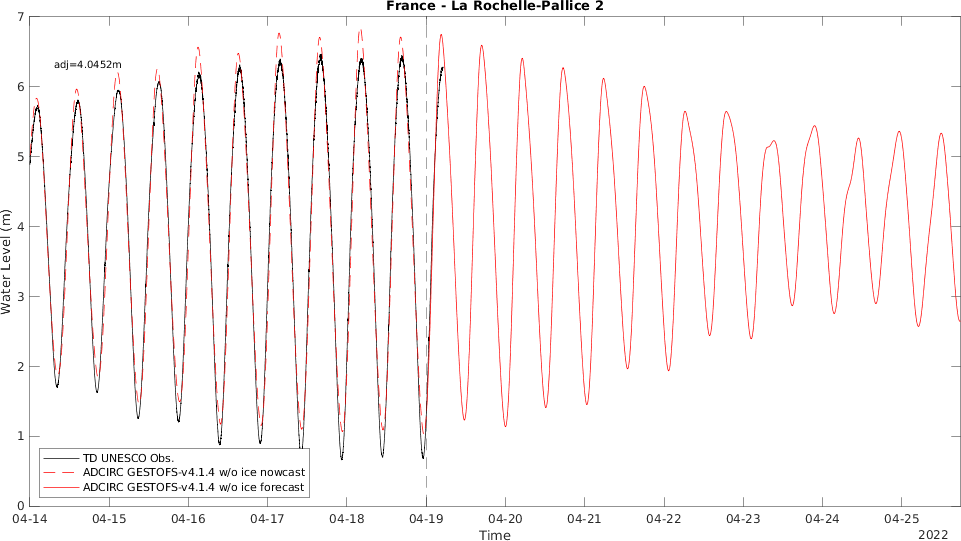 France - La Rochelle-Pallice 2
7
6
5
4
3
2
1
0
Water Level (m)
adj=4.0452m
TD UNESCO Obs.
ADCIRC GESTOFS-v4.1.4 w/o ice nowcast
ADCIRC GESTOFS-v4.1.4 w/o ice forecast
04-14 04-15 04-16 04-17 04-18 04-19 04-20 04-21 04-22 04-23 04-24 04-25
Time
2022